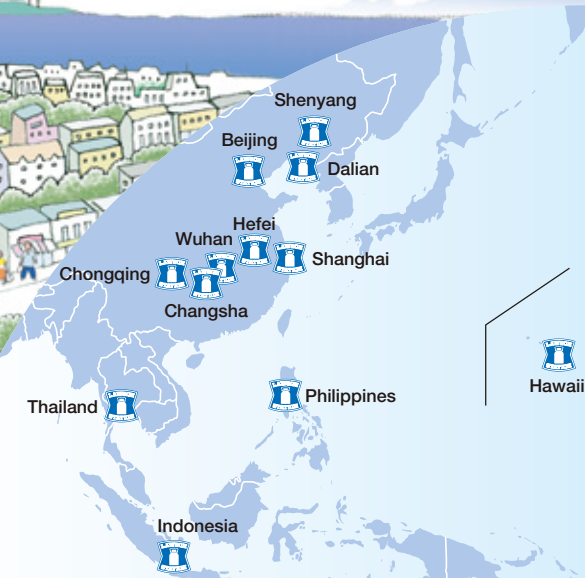 Shenyang
Beijing
Dalian
Hefei
Wuhan
Shanghai
Chongqing
Changsha
Hawaii
Philippines
Thailand
Indonesia